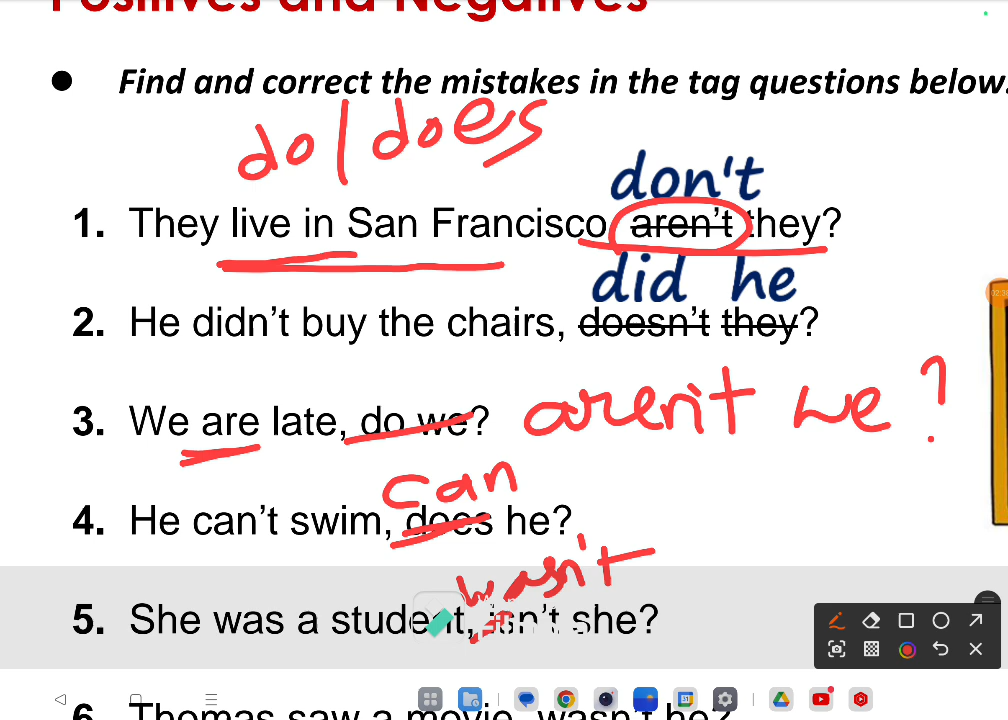 Positives and Negatives
● Find and correct the mistakes in the tag questions below.
do/does
don't
1. They live in San Francisco aren't they?
did he
2. He didn't buy the chairs, doesn't they?
3. We are late, do we? aren't we?
can
4. He can't swim, does he?
wasn't
5. She was a student, isn't she?
6. Thomas saw a movie, wasn't he?